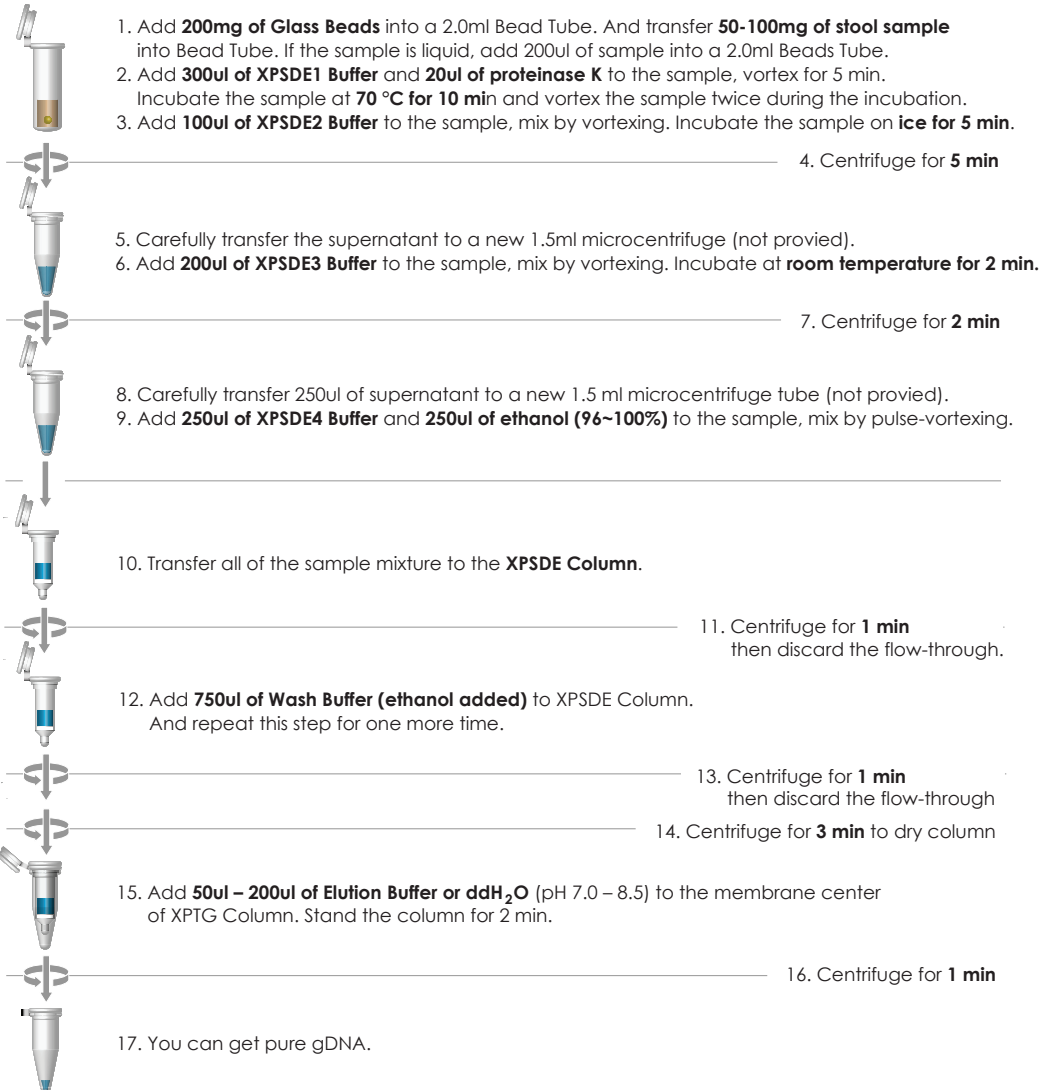 1. Add 200mg of Glass Beads into a 2.0ml Bead Tube. And transfer 50-100mg of stool sample
into Bead Tube. If the sample is liquid, add 200ul of sample into a 2.0ml Beads Tube.
2. Add 300ul of XPSDE1 Buffer and 20ul of proteinase K to the sample, vortex for 5 min.
Incubate the sample at 70 °C for 10 min and vortex the sample twice during the incubation.
3. Add 100ul of XPSDE2 Buffer to the sample, mix by vortexing. Incubate the sample on ice for 5 min.
4. Centrifuge for 5 min
5. Carefully transfer the supernatant to a new 1.5ml microcentrifuge (not provied).
6. Add 200ul of XPSDE3 Buffer to the sample, mix by vortexing. Incubate at room temperature for 2 min.
7. Centrifuge for 2 min
8. Carefully transfer 250ul of supernatant to a new 1.5 ml microcentrifuge tube (not provied).
9. Add 250ul of XPSDE4 Buffer and 250ul of ethanol (96~100%) to the sample, mix by pulse-vortexing.
10. Transfer all of the sample mixture to the XPSDE Column.
11. Centrifuge for 1 min
then discard the flow-through.
12. Add 750ul of Wash Buffer (ethanol added) to XPSDE Column.
And repeat this step for one more time.
13. Centrifuge for 1 min
then discard the flow-through
14. Centrifuge for 3 min to dry column
15. Add 50ul – 200ul of Elution Buffer or ddH₂O (pH 7.0 – 8.5) to the membrane center
of XPTG Column. Stand the column for 2 min.
16. Centrifuge for 1 min
17. You can get pure gDNA.